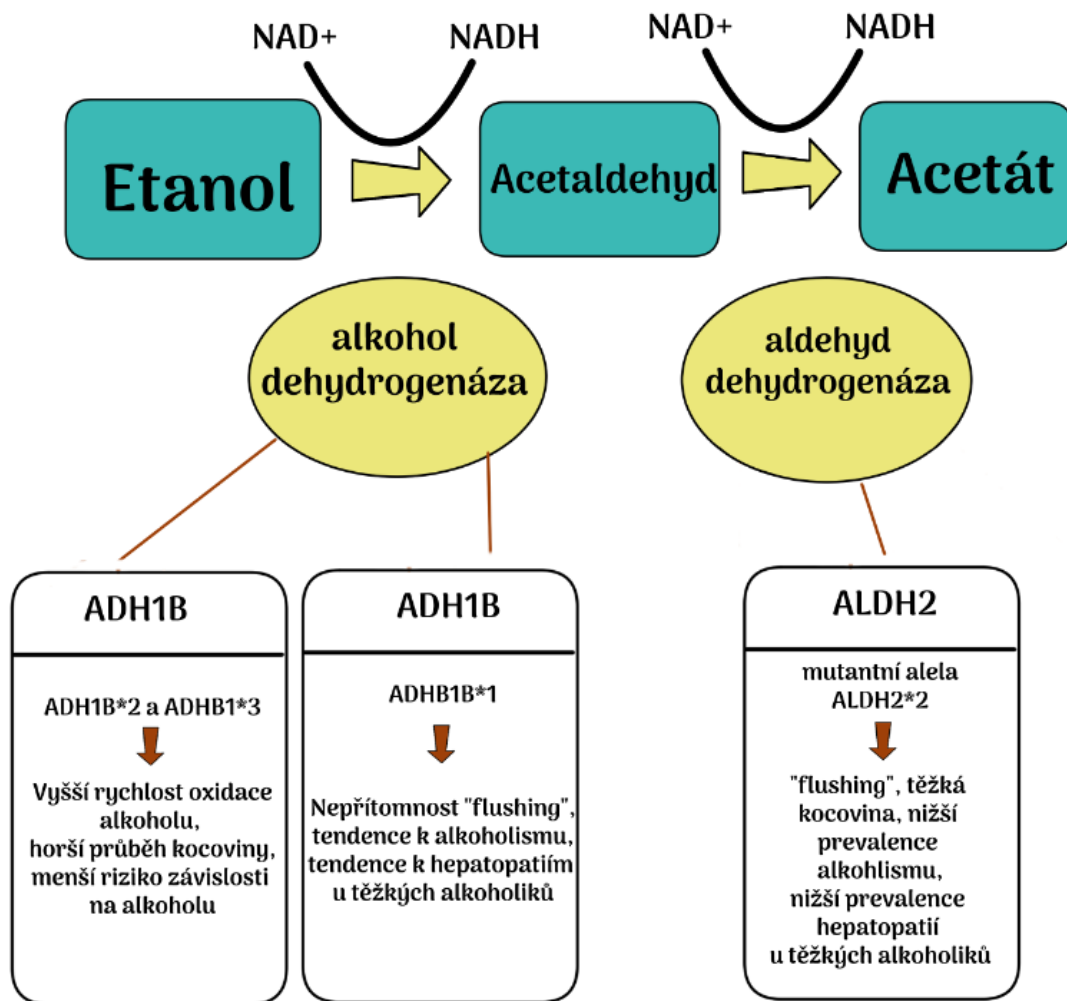 NAD+
NADH
NAD+
NADH
Etanol
Acetaldehyd
Acetát
alkohol
dehydrogenáza
aldehyd
dehydrogenáza
ADH1B
ADH1B*2 a ADHB1*3
Vyšší rychlost oxidace
alkoholu,
horší průběh kocoviny,
menší riziko závislosti
na alkoholu
ADH1B
ADHB1B*1
Nepřítomnost "flushing",
tendence k alkoholismu,
tendence k hepatopatiím
u těžkých alkoholiků
ALDH2
mutantní alela
ALDH2*2
"flushing", těžká
kocovina, nižší
prevalence
alkohlismu,
nižší prevalence
hepatopatií
u těžkých alkoholiků